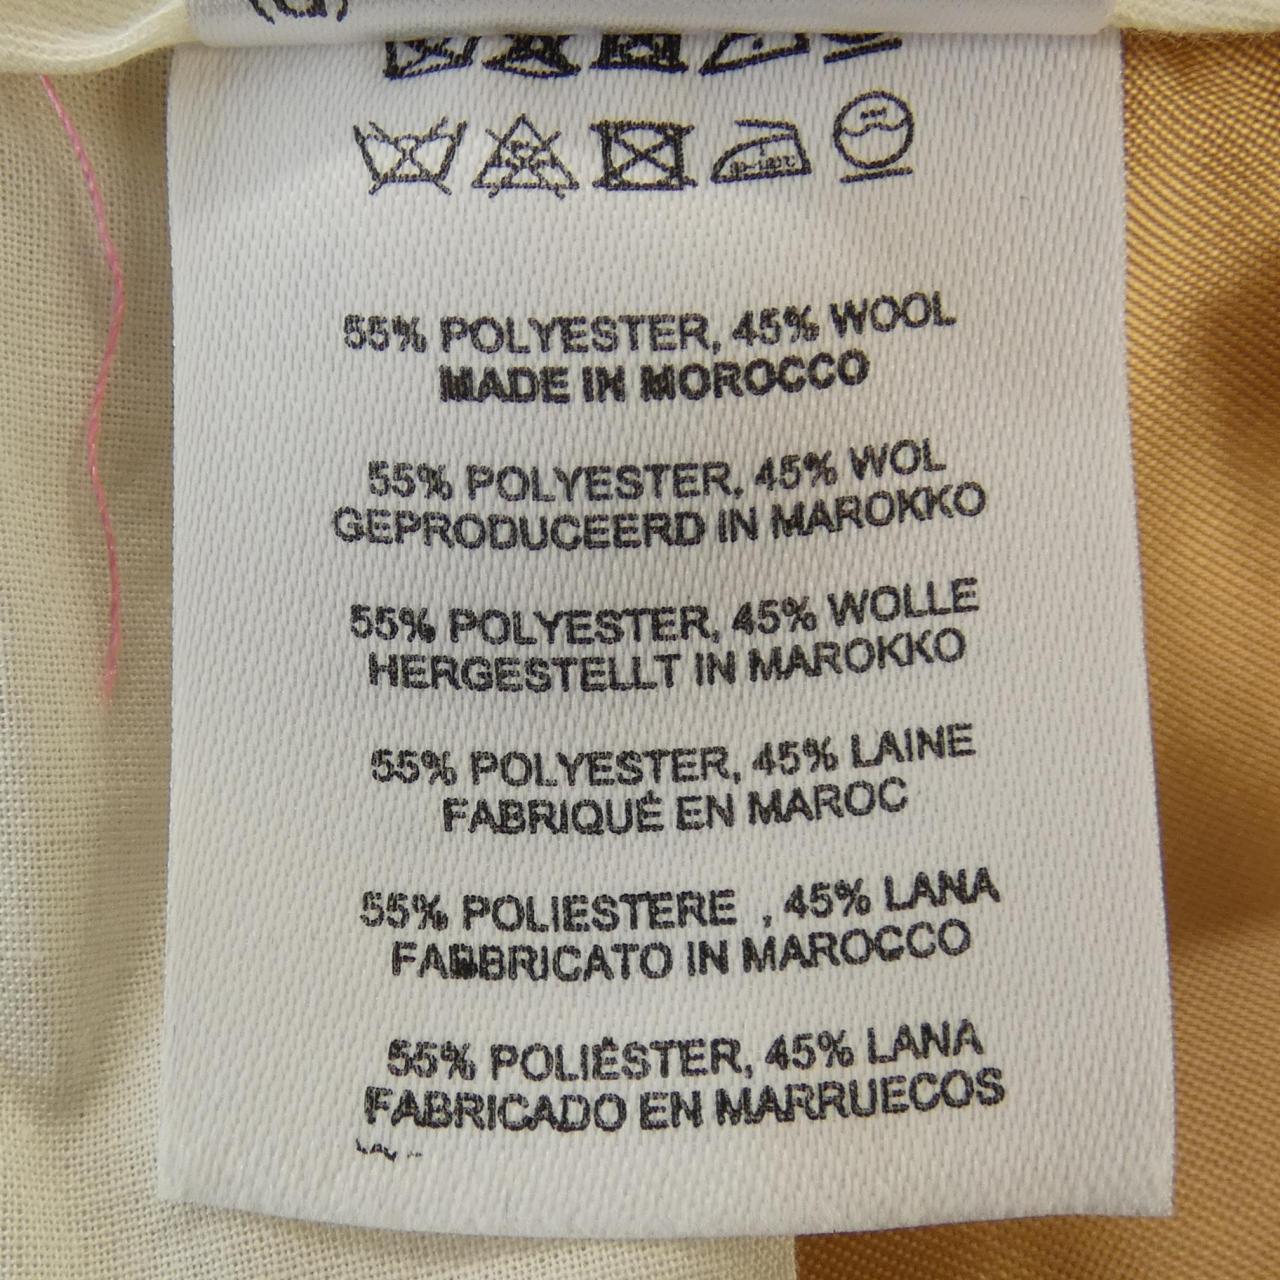 55% POLYESTER, 45% WOOL
MADE IN MOROCCO
55% POLYESTER, 45% WOL
GEPRODUCEERD IN MAROKKO
55% POLYESTER, 45% WOLLE
HERGESTELLT IN MAROKKO
55% POLYESTER, 45% LAINE
FABRIQUÉ EN MAROC
55% POLIESTERE , 45% LANA
FABBRICATO IN MAROCCO
55% POLIÉSTER, 45% LANA
FABRICADO EN MARRUECOS